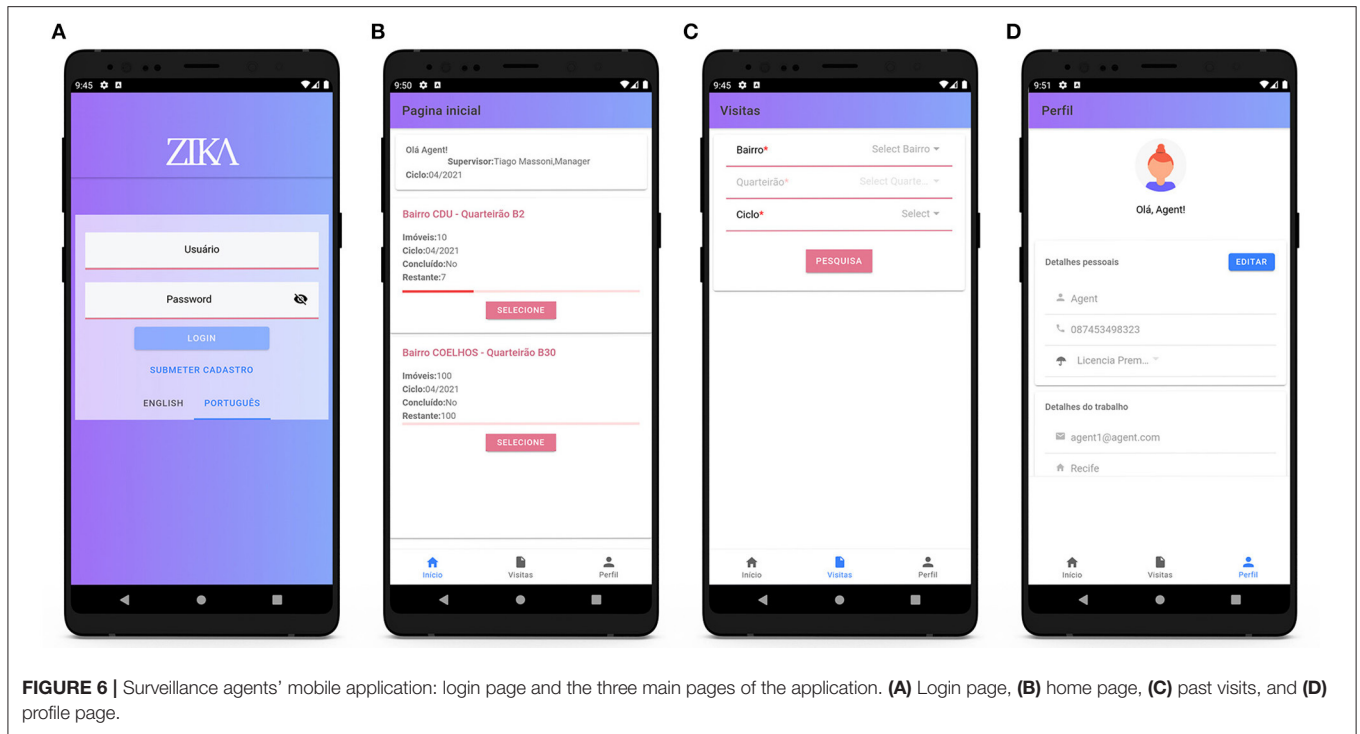 A
9:45
ZIKA
Usuário
Password
LOGIN
SUBMETER CADASTRO
ENGLISH PORTUGUÊS
B
9:50
Pagina inicial
Olá Agent!
Supervisor:Tiago Massoni,Manager
Ciclo:04/2021
Bairro CDU - Quarteirão B2
Imóveis:10
Ciclo:04/2021
Concluído:No
Restante:7
SELECIONE
Bairro COELHOS - Quarteirão B30
Imóveis:100
Ciclo:04/2021
Concluído:No
Restante:100
SELECIONE
Início Visitas Perfil
C
9:45
Visitas
Bairro* Select Bairro
Quarteirão* Select Quarte...
Ciclo* Select
PESQUISA
Início Visitas Perfil
D
9:51
Perfil
Olá, Agent!
Detalhes pessoais EDITAR
Agent
087453498323
Licencia Prem...
Detalhes do trabalho
agent1@agent.com
Recife
Início Visitas Perfil
FIGURE 6 | Surveillance agents' mobile application: login page and the three main pages of the application. (A) Login page, (B) home page, (C) past visits, and (D)
profile page.